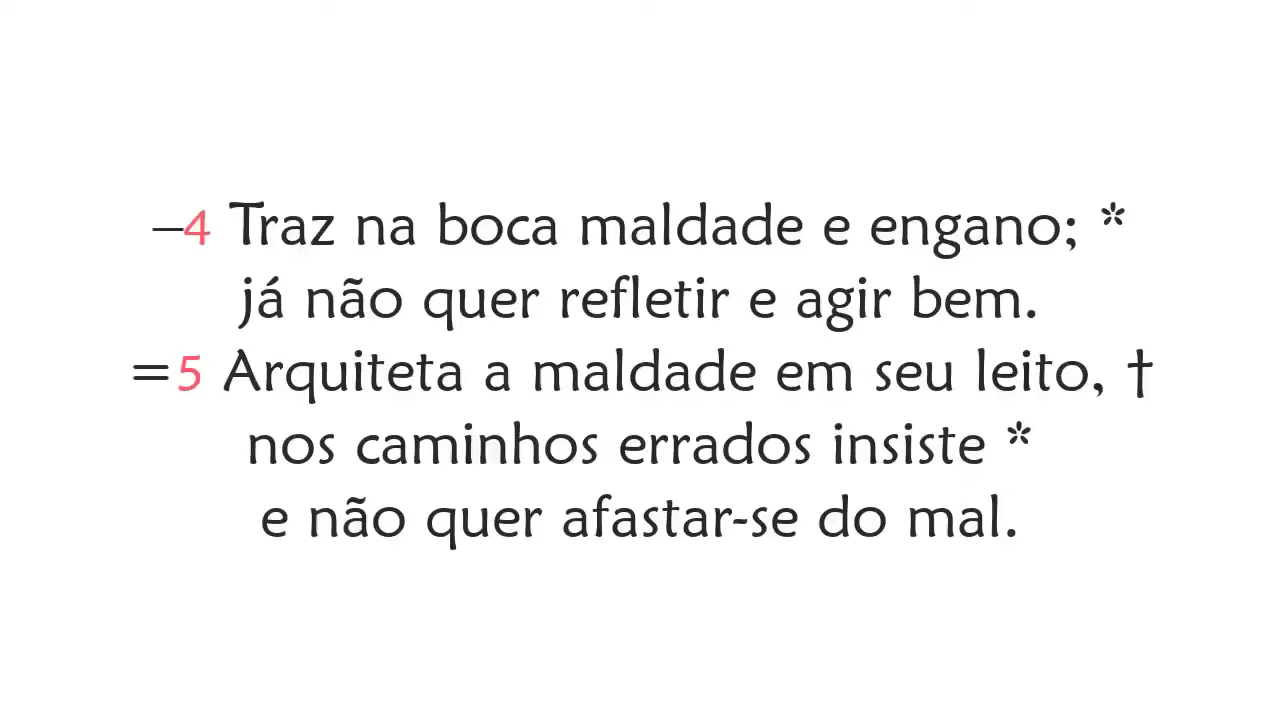 –4 Traz na boca maldade e engano; *
já não quer refletir e agir bem.
=5 Arquiteta a maldade em seu leito, †
nos caminhos errados insiste *
e não quer afastar-se do mal.